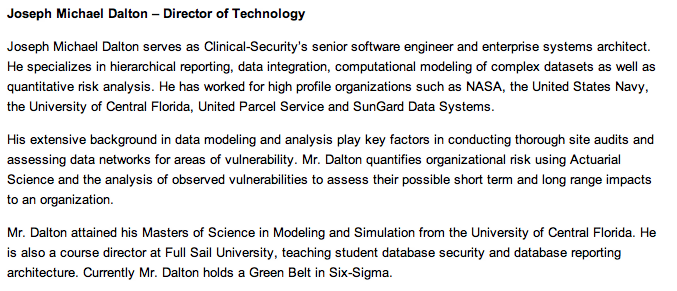 Joseph Michael Dalton – Director of Technology
Joseph Michael Dalton serves as Clinical-Security's senior software engineer and enterprise systems architect.
He specializes in hierarchical reporting, data integration, computational modeling of complex datasets as well as
quantitative risk analysis. He has worked for high profile organizations such as NASA, the United States Navy,
the University of Central Florida, United Parcel Service and SunGard Data Systems.
His extensive background in data modeling and analysis play key factors in conducting thorough site audits and
assessing data networks for areas of vulnerability. Mr. Dalton quantifies organizational risk using Actuarial
Science and the analysis of observed vulnerabilities to assess their possible short term and long range impacts
to an organization.
Mr. Dalton attained his Masters of Science in Modeling and Simulation from the University of Central Florida. He
is also a course director at Full Sail University, teaching student database security and database reporting
architecture. Currently Mr. Dalton holds a Green Belt in Six-Sigma.